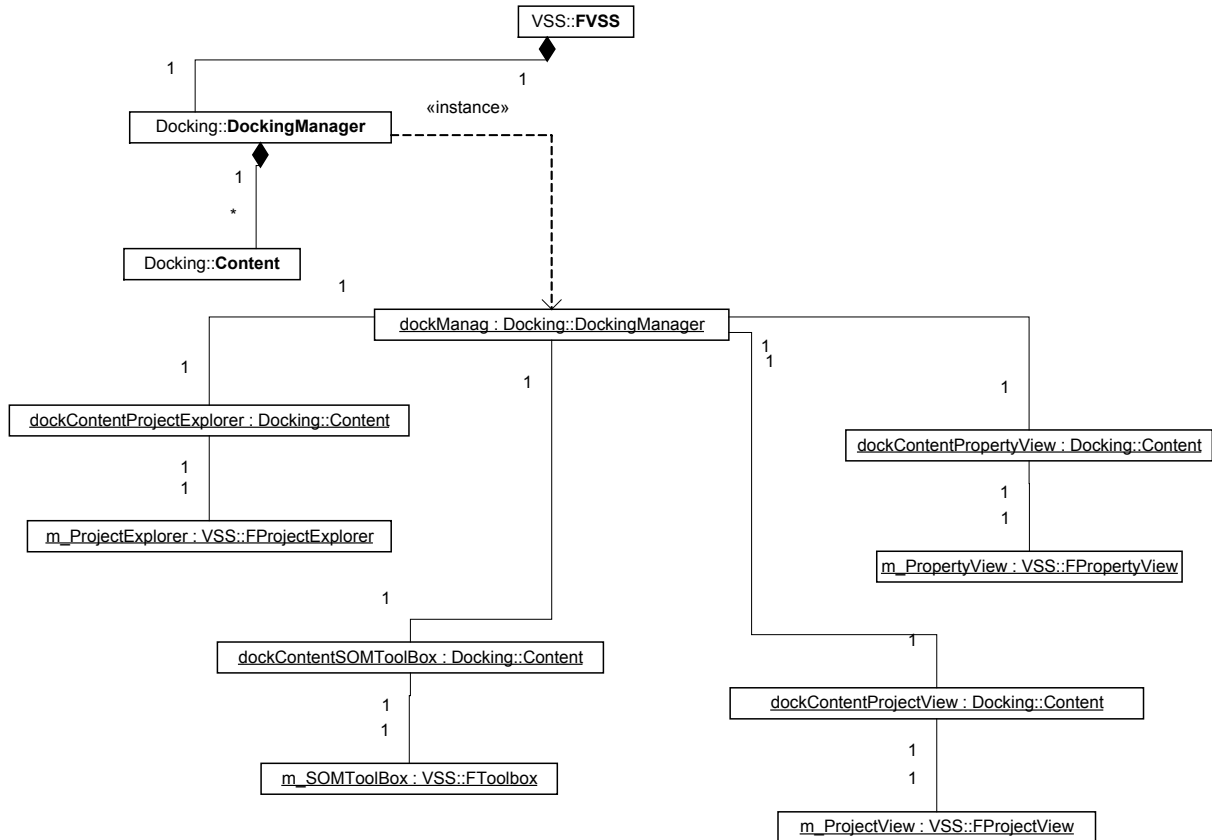 VSS::FVSS
1
1
«instance»
Docking::DockingManager
1
*
Docking::Content
1
dockManag : Docking::DockingManager
1
1
1
1
1
1
dockContentProjectExplorer : Docking::Content
dockContentPropertyView : Docking::Content
1
1
1
1
m_ProjectExplorer : VSS::FProjectExplorer
m_PropertyView : VSS::FPropertyView
1
1
dockContentSOMToolBox : Docking::Content
dockContentProjectView : Docking::Content
1
1
1
1
m_SOMToolBox : VSS::FToolbox
m_ProjectView : VSS::FProjectView